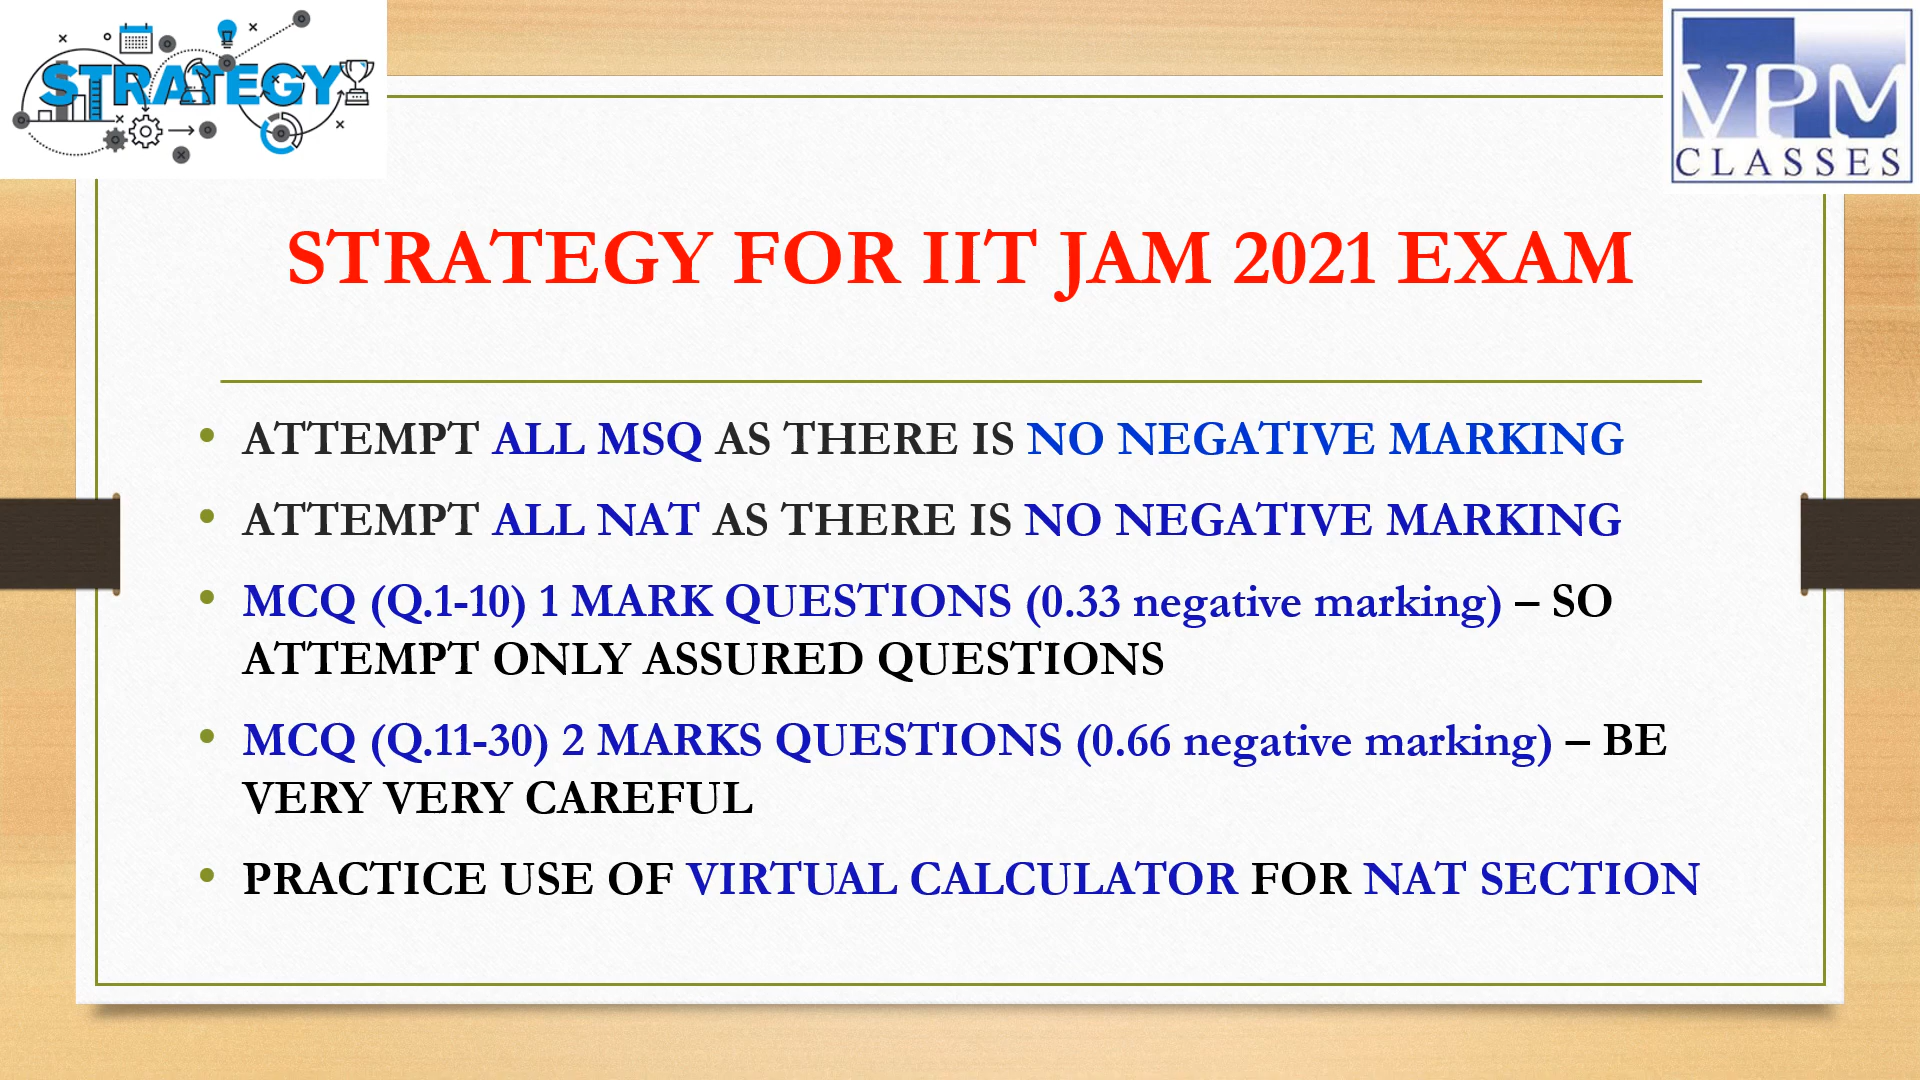 STRATEGY
VPM
CLASSES
STRATEGY FOR IIT JAM 2021 EXAM
• ATTEMPT ALL MSQ AS THERE IS NO NEGATIVE MARKING
• ATTEMPT ALL NAT AS THERE IS NO NEGATIVE MARKING
• MCQ (Q.1-10) 1 MARK QUESTIONS (0.33 negative marking) – SO
ATTEMPT ONLY ASSURED QUESTIONS
• MCQ (Q.11-30) 2 MARKS QUESTIONS (0.66 negative marking) – BE
VERY VERY CAREFUL
• PRACTICE USE OF VIRTUAL CALCULATOR FOR NAT SECTION